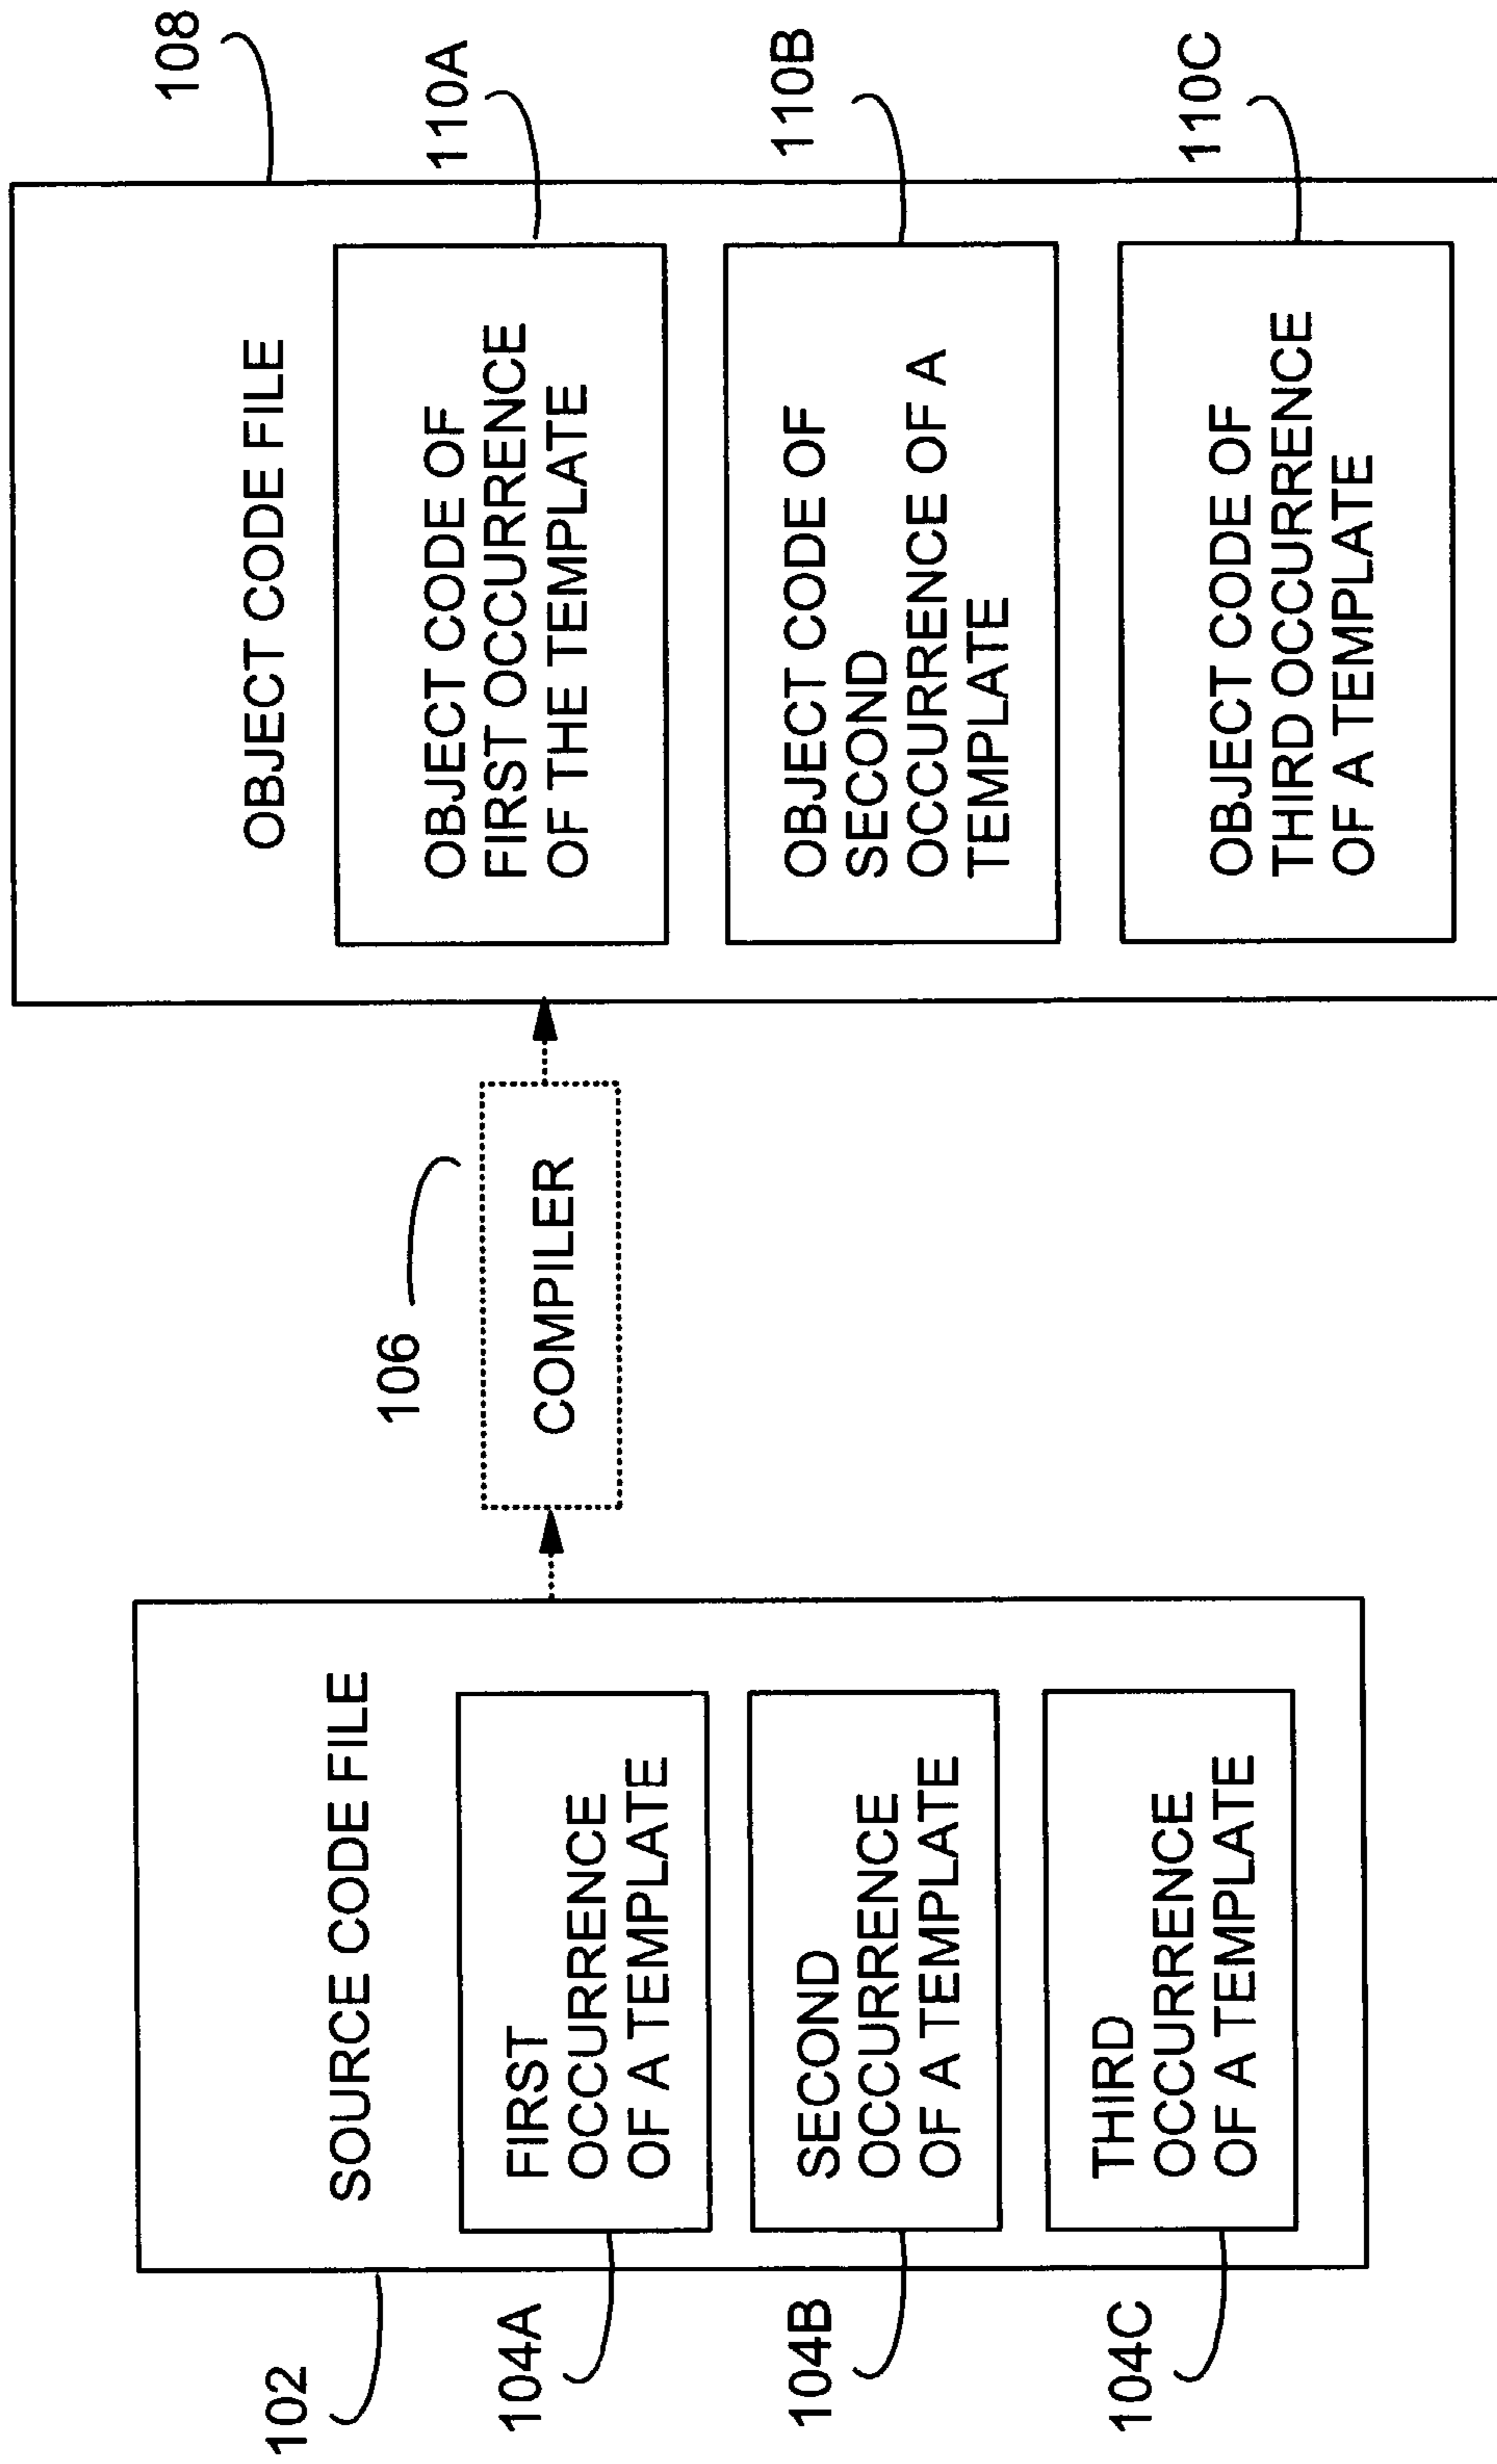 102
SOURCE CODE FILE
104A
FIRST
OCCURRENCE
OF A TEMPLATE
104B
SECOND
OCCURRENCE
OF A TEMPLATE
104C
THIRD
OCCURRENCE
OF A TEMPLATE
106
COMPILER
108
OBJECT CODE FILE
110A
OBJECT CODE OF
FIRST OCCURRENCE
OF THE TEMPLATE
110B
OBJECT CODE OF
SECOND
OCCURRENCE OF A
TEMPLATE
110C
OBJECT CODE OF
THIRD OCCURRENCE
OF A TEMPLATE